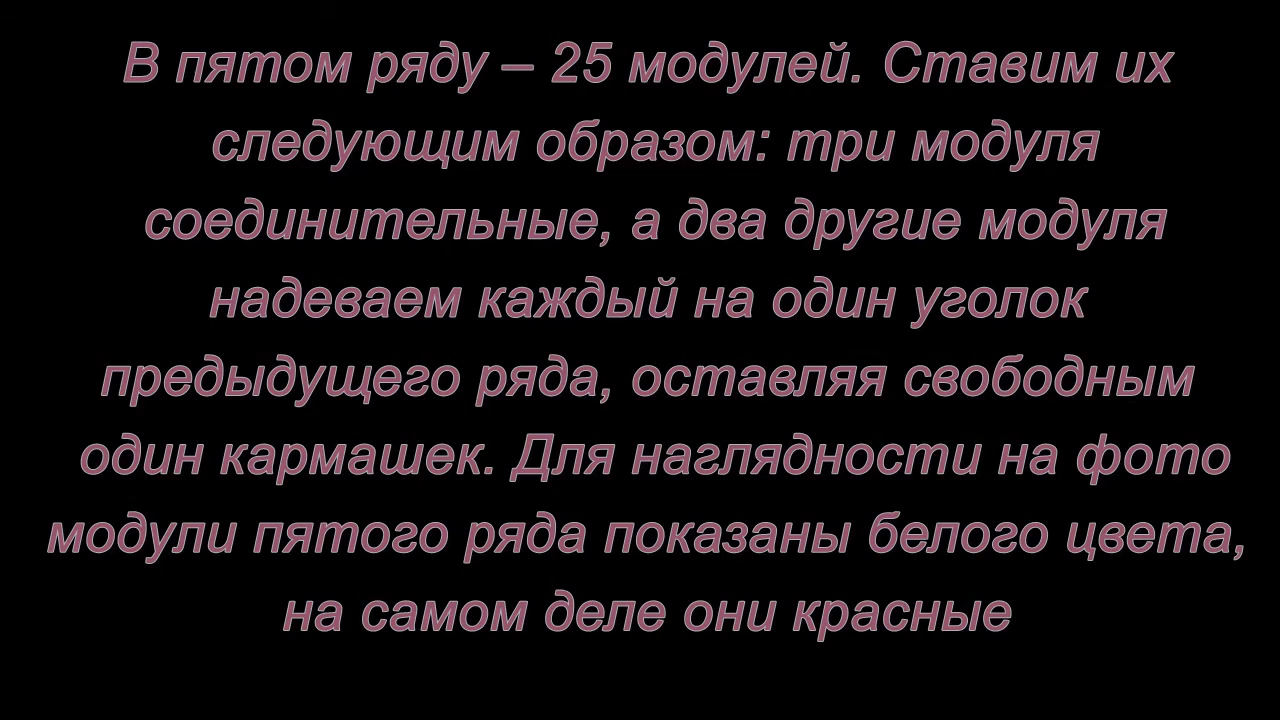 В пятом ряду – 25 модулей. Ставим их
следующим образом: три модуля
соединительные, а два другие модуля
надеваем каждый на один уголок
предыдущего ряда, оставляя свободным
один кармашек. Для наглядности на фото
модули пятого ряда показаны белого цвета,
на самом деле они красные